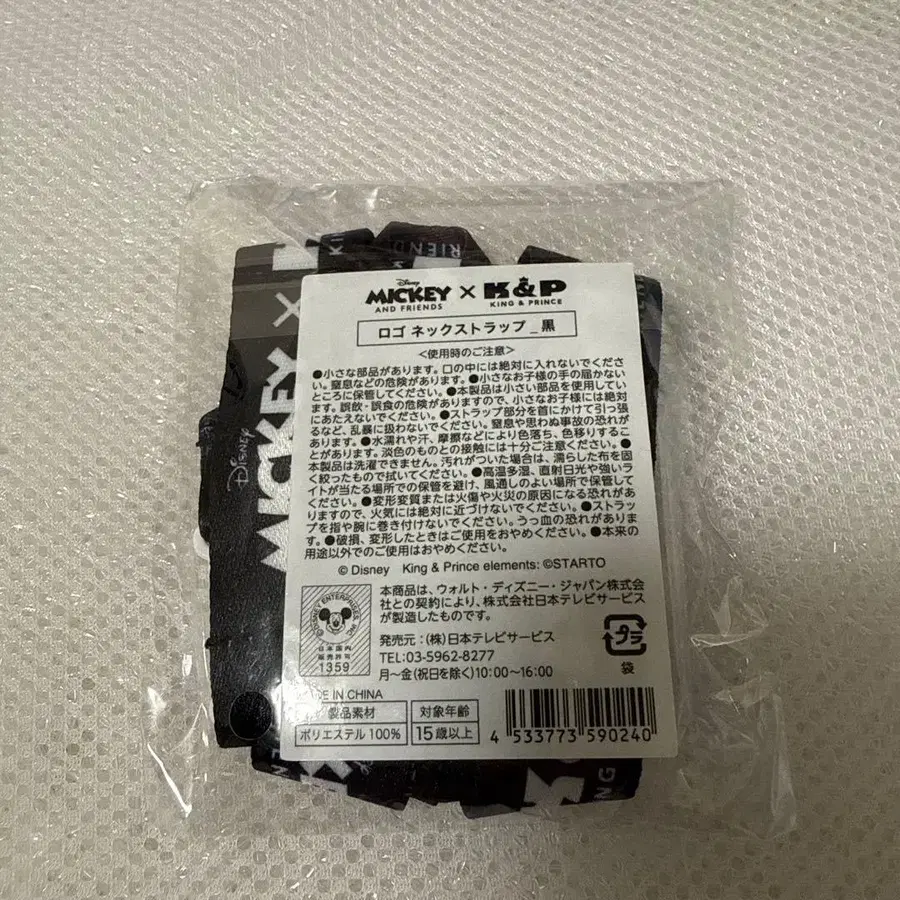 RIEND
Disney
MICKEY × K&P
AND FRIENDS KING & PRINCE
ロゴ ネックストラップ_黒
<使用時のご注意>
●小さな部品があります。口の中には絶対に入れないでくださ
い。窒息などの危険があります。●小さなお子様の手の届かない
ところに保管してください。●本製品は小さい部品を使用してい
ます。誤飲・誤食の危険がありますので、小さなお子様には絶対
にあたえないでください。●ストラップ部分を首にかけて引っ張
るなど、乱暴に扱わないでください。窒息や思わぬ事故の恐れが
あります。●水濡れや汗、摩擦などにより色落ち、色移りするこ
とがあります。淡色のものとの接触には十分ご注意ください。●
本製品は洗濯できません。汚れがついた場合は、濡らした布を固
く絞ったもので拭いてください。●高温多湿、直射日光や強いラ
イトが当たる場所での保管を避け、風通しのよい場所で保管して
ください。●変形変質または火傷や火災の原因になる恐れがあ
りますので、火気には絶対に近づけないでください。●ストラッ
プを指や腕に巻き付けないでください。うっ血の恐れがありま
す。●破損、変形したときはご使用をおやめください。●本来の
用途以外でのご使用はおやめください。
© Disney King & Prince elements: ©STARTO
本商品は、ウォルト・ディズニー・ジャパン株式会
社との契約により、株式会社日本テレビサービス
が製造したものです。
©DISNEY ENTERPRISES, INC.
日本国内
販売許可
1359
発売元：(株)日本テレビサービス
TEL:03-5962-8277
月～金(祝日を除く)10:00～16:00
プラ
袋
MADE IN CHINA
製品素材
ポリエステル 100%
対象年齢
15歳以上
4 533773 590240
DISNEY
MICKEY ×
NG